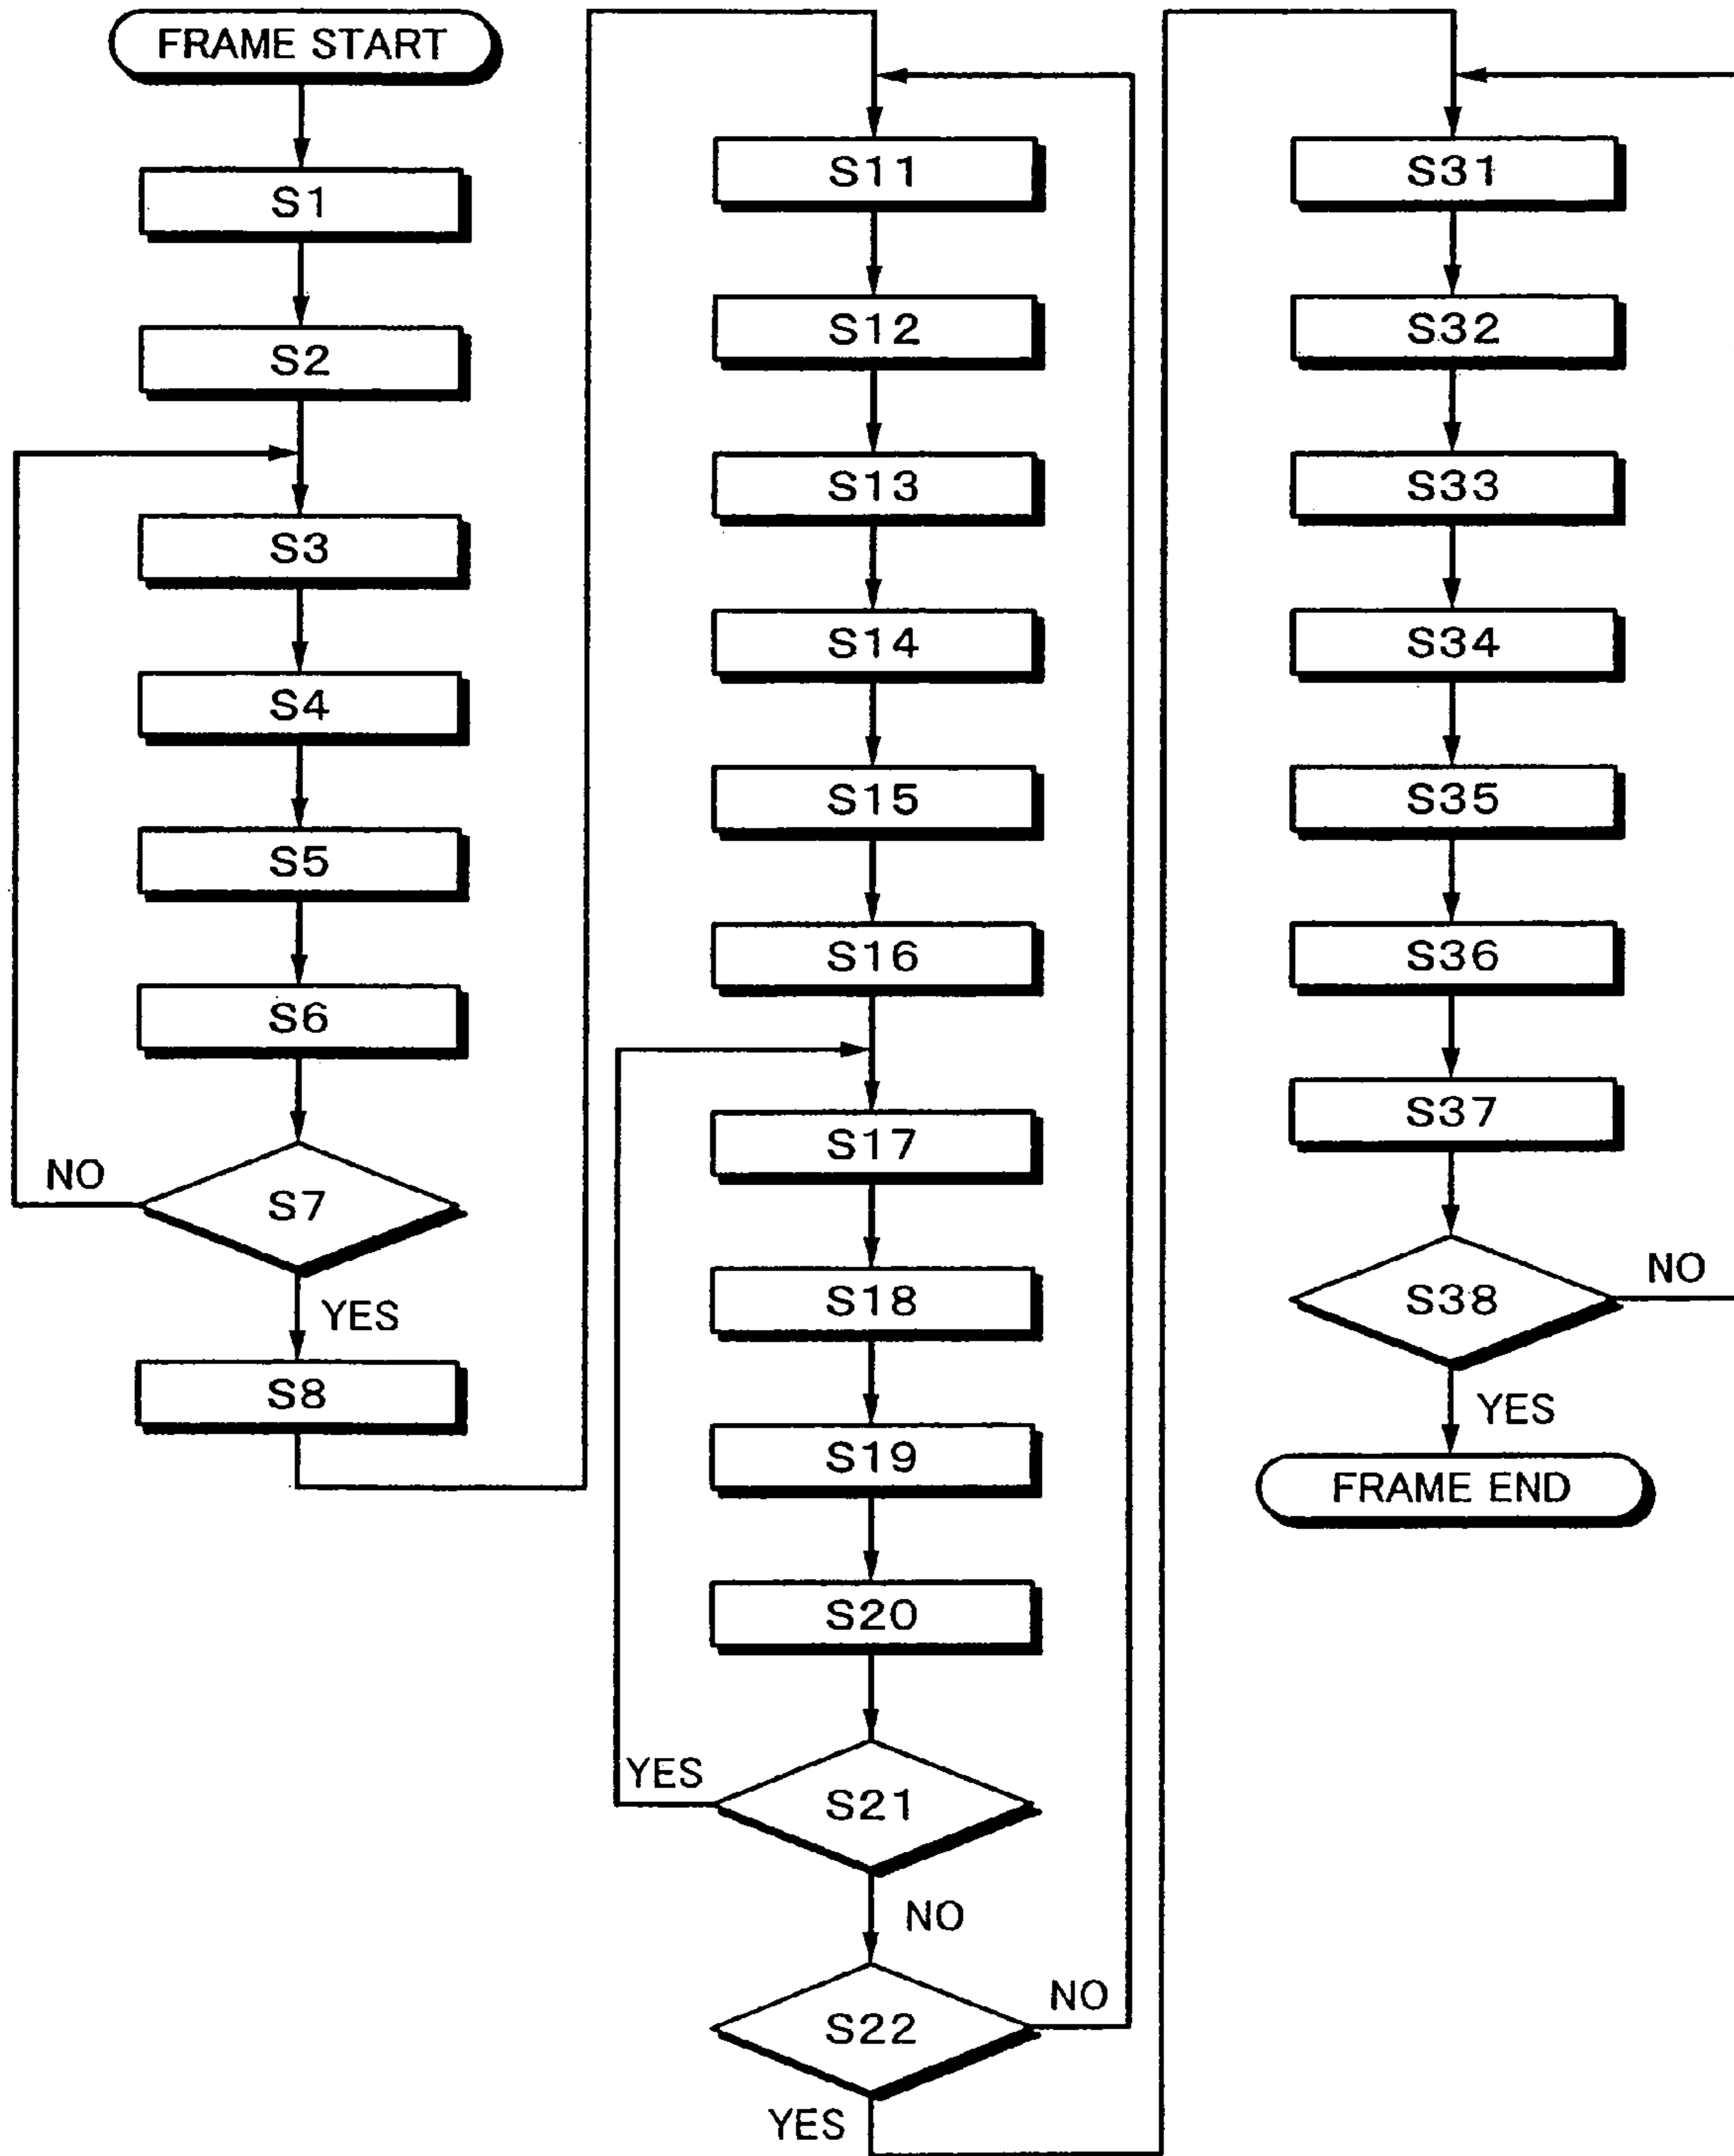 FRAME START
S1
S2
S3
S4
S5
S6
NO
S7
YES
S8
S11
S12
S13
S14
S15
S16
S17
S18
S19
S20
YES
S21
NO
NO
S22
YES
S31
S32
S33
S34
S35
S36
S37
NO
S38
YES
FRAME END